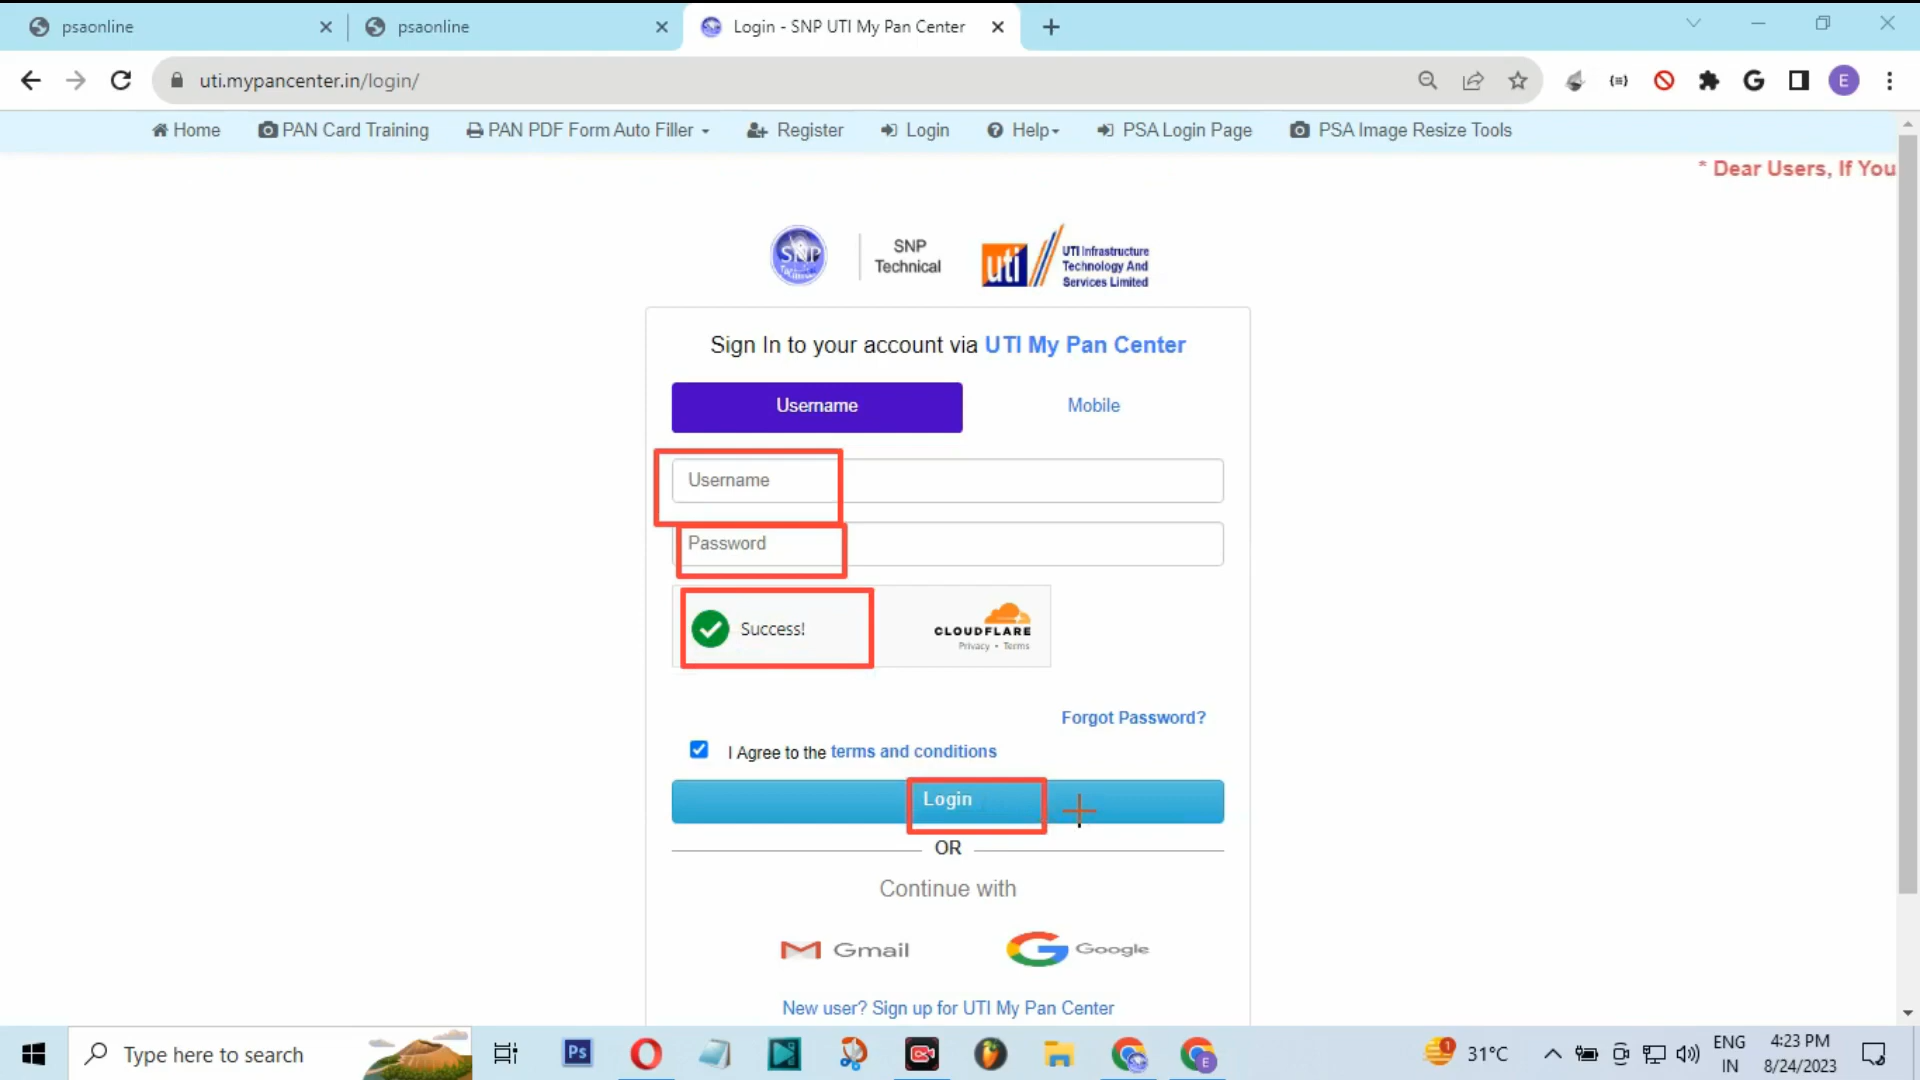 psaonline
psaonline
Login - SNP UTI My Pan Center
uti.mypancenter.in/login/
E
Home
PAN Card Training
PAN PDF Form Auto Filler
Register
Login
Help
PSA Login Page
PSA Image Resize Tools
* Dear Users, If You
SNP
Technical
SNP
Technical
uti
UTI Infrastructure
Technology And
Services Limited
Sign In to your account via UTI My Pan Center
Username
Mobile
Username
Password
Success!
CLOUDFLARE
Privacy • Terms
Forgot Password?
I Agree to the terms and conditions
Login
OR
Continue with
Gmail
Google
New user? Sign up for UTI My Pan Center
Type here to search
Ps
E
1
31°C
ENG
IN
4:23 PM
8/24/2023